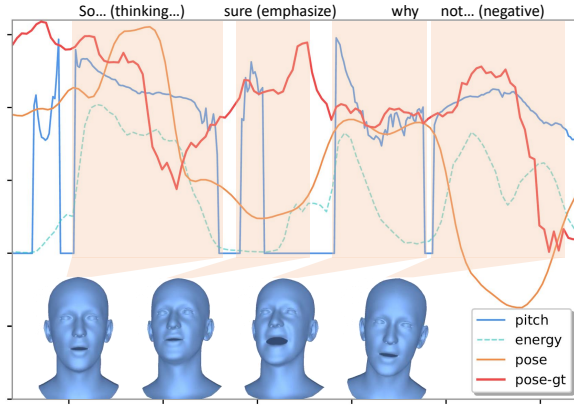 So... (thinking...) sure (emphasize) why not... (negative)
pitch
energy
pose
pose-gt